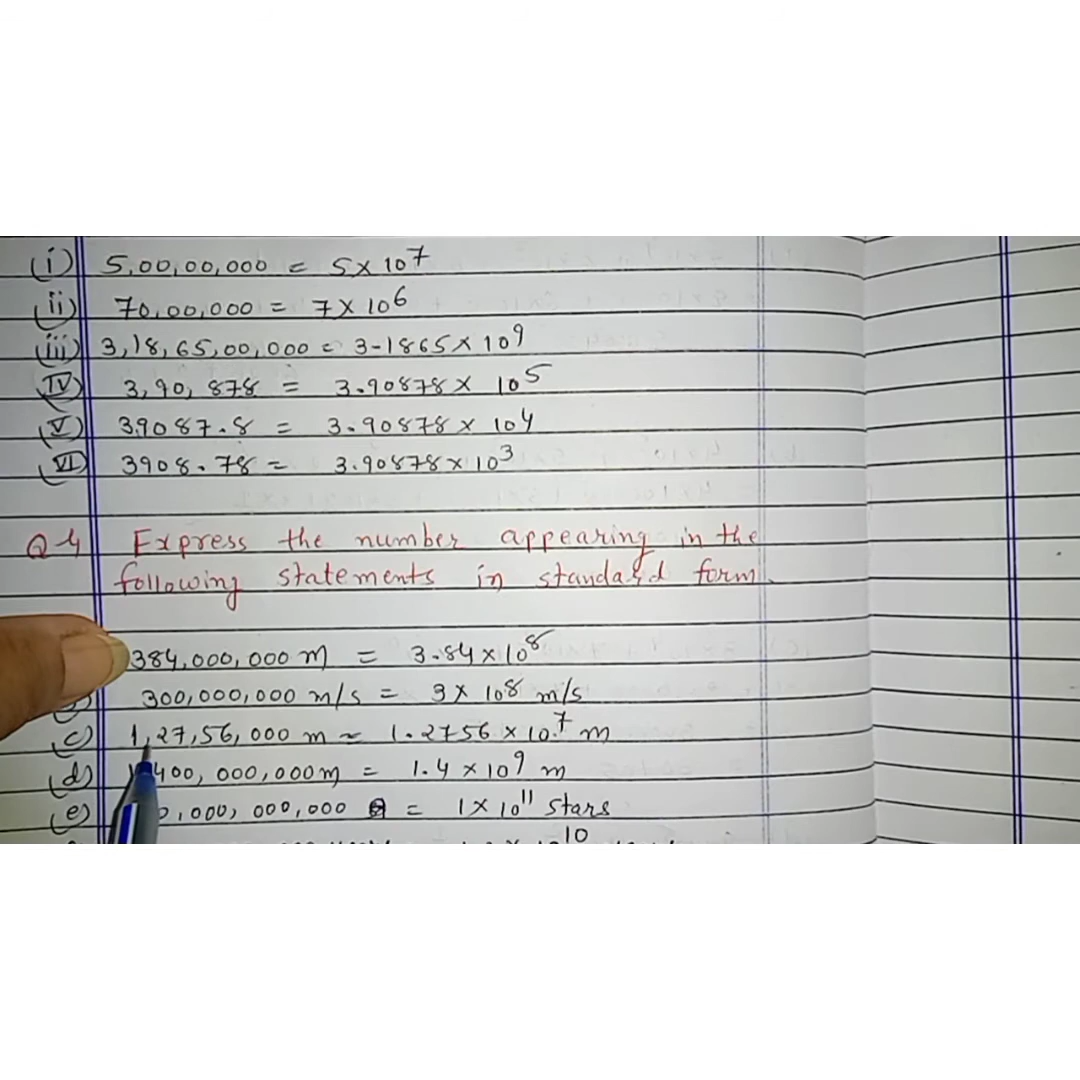 (i) 5,00,00,000 = 5 × 10⁷
(ii) 70,00,000 = 7 × 10⁶
(iii) 3,18,65,00,000 = 3-1865 × 10⁹
(IV) 3,90,878 = 3.90878 × 10⁵
(V) 39087.8 = 3.90878 × 10⁴
(VI) 3908.78 = 3.90878 × 10³
Q4 Express the number appearing in the
following statements in standard form.
384,000,000 m = 3.84 × 10⁸
300,000,000 m/s = 3 × 10⁸ m/s
(c) 1,27,56,000 m = 1.2756 × 10⁷ m
(d) 400,000,000 m = 1.4 × 10⁹ m
(e) 0,000,000,000 = 1 × 10¹¹ stars